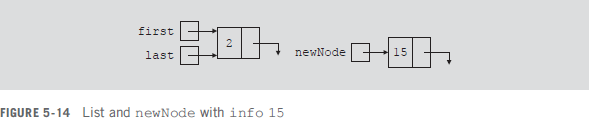 first
last
2
newNode
15
FIGURE 5-14 List and newNode with info 15